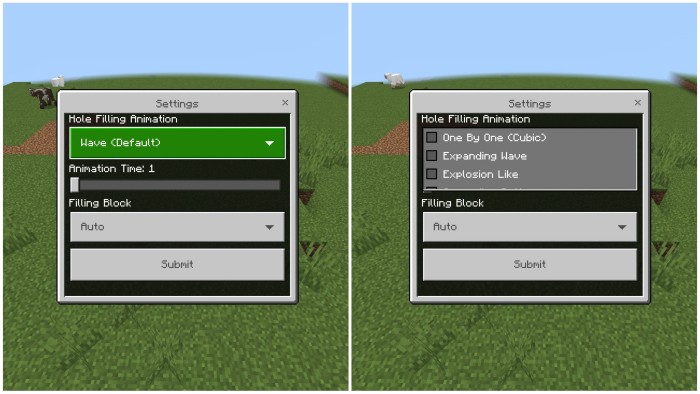 Settings
Hole Filling Animation
Wave (Default)
Animation Time: 1
Filling Block
Auto
Submit
Settings
Hole Filling Animation
One By One (Cubic)
Expanding Wave
Explosion Like
Filling Block
Auto
Submit